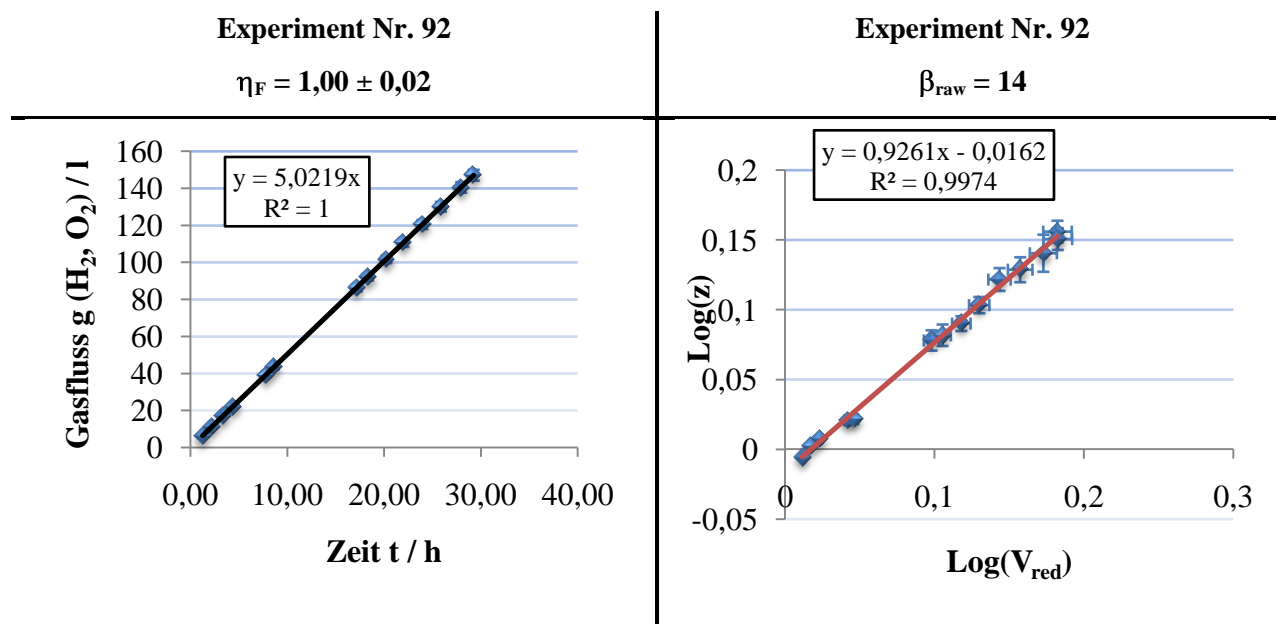 Experiment Nr. 92
ηF = 1,00 ± 0,02
Experiment Nr. 92
βraw = 14
Gasfluss g (H2, O2) / l
160
140
120
100
80
60
40
20
0
y = 5,0219x
R² = 1
0,00 10,00 20,00 30,00 40,00
Zeit t / h
Log(z)
0,2
0,15
0,1
0,05
0
-0,05
y = 0,9261x - 0,0162
R² = 0,9974
0 0,1 0,2 0,3
Log(Vred)